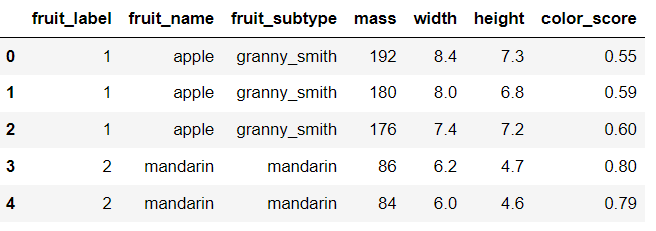 fruit_label fruit_name fruit_subtype mass width height color_score
0 1 apple granny_smith 192 8.4 7.3 0.55
1 1 apple granny_smith 180 8.0 6.8 0.59
2 1 apple granny_smith 176 7.4 7.2 0.60
3 2 mandarin mandarin 86 6.2 4.7 0.80
4 2 mandarin mandarin 84 6.0 4.6 0.79